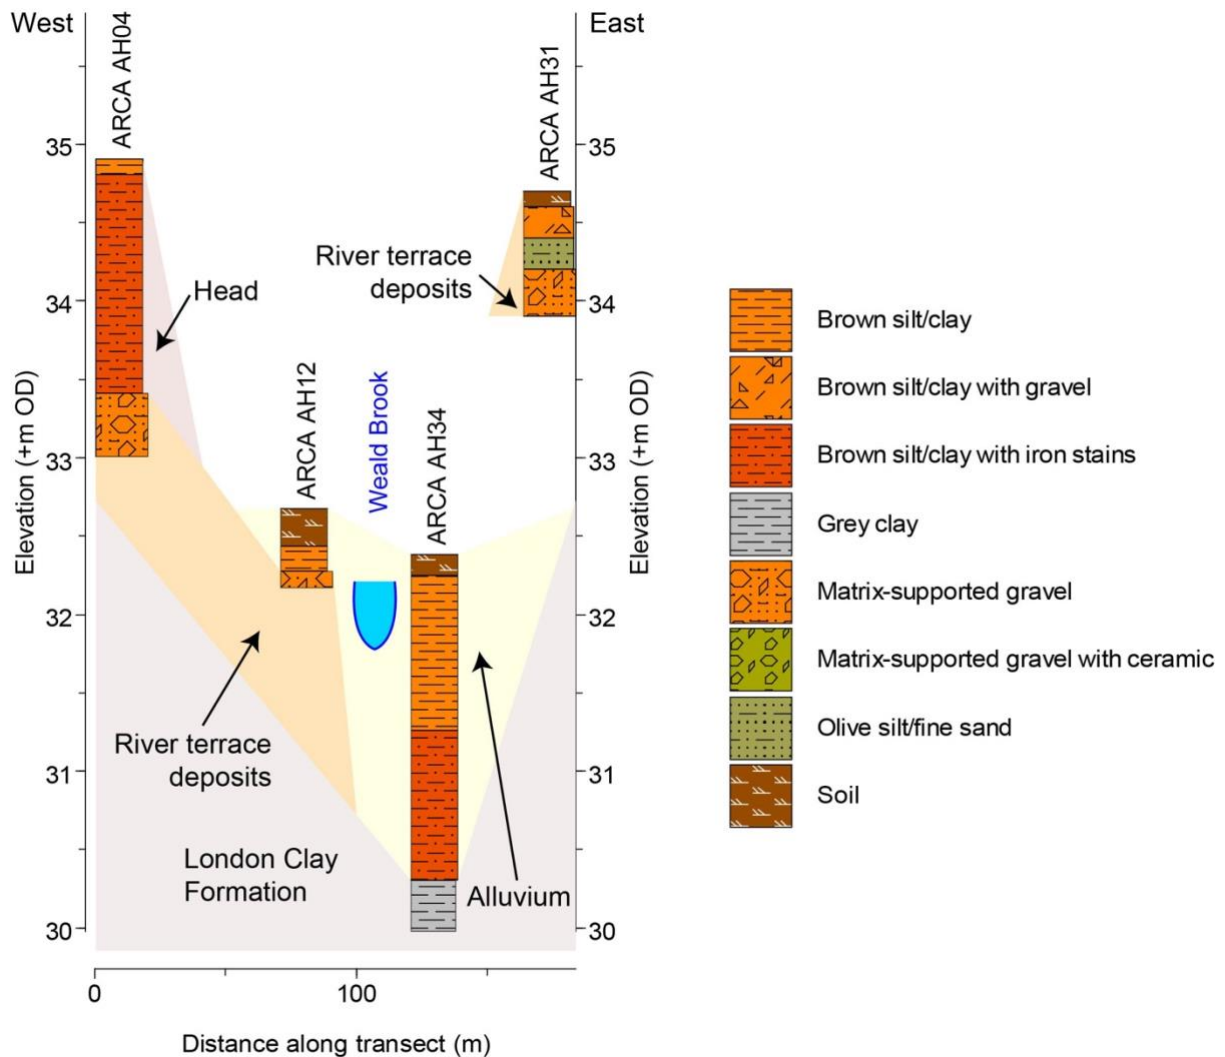 West
East
ARCA AH04
ARCA AH31
35
35
River terrace
deposits
Head
34
34
ARCA AH12
Weald Brook
ARCA AH34
33
33
Elevation (+m OD)
Elevation (+m OD)
32
32
River terrace
deposits
31
31
London Clay
Formation
Alluvium
30
30
0
100
Distance along transect (m)
Brown silt/clay
Brown silt/clay with gravel
Brown silt/clay with iron stains
Grey clay
Matrix-supported gravel
Matrix-supported gravel with ceramic
Olive silt/fine sand
Soil